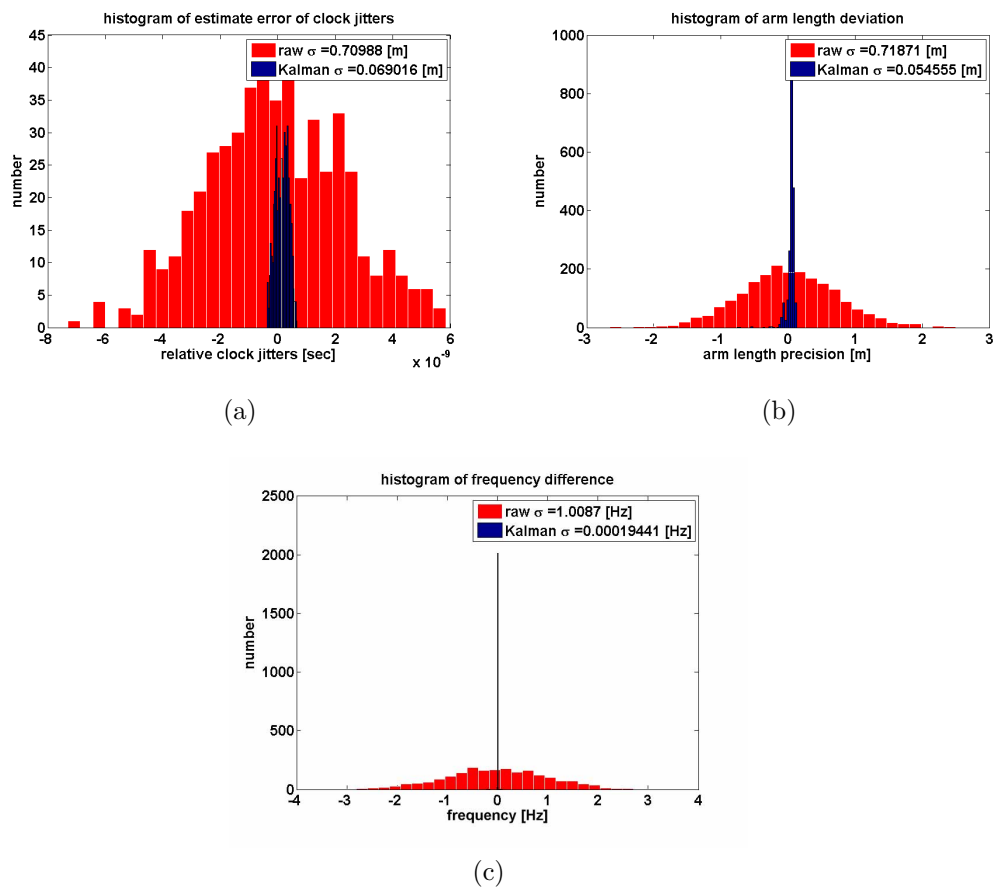 histogram of estimate error of clock jitters
raw σ =0.70988 [m]
Kalman σ =0.069016 [m]
45
40
35
30
25
20
15
10
5
0
number
-8
-6
-4
-2
0
2
4
6
relative clock jitters [sec]
x 10⁻⁹
(a)
histogram of arm length deviation
raw σ =0.71871 [m]
Kalman σ =0.054555 [m]
1000
800
600
400
200
0
number
-3
-2
-1
0
1
2
3
arm length precision [m]
(b)
histogram of frequency difference
raw σ =1.0087 [Hz]
Kalman σ =0.00019441 [Hz]
2500
2000
1500
1000
500
0
number
-4
-3
-2
-1
0
1
2
3
4
frequency [Hz]
(c)